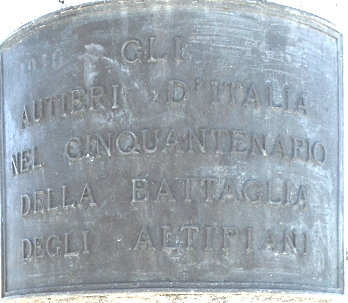 GLI
AUTIERI D'ITALIA
NEL CINQUANTENARIO
DELLA BATTAGLIA
DEGLI ALTIPIANI